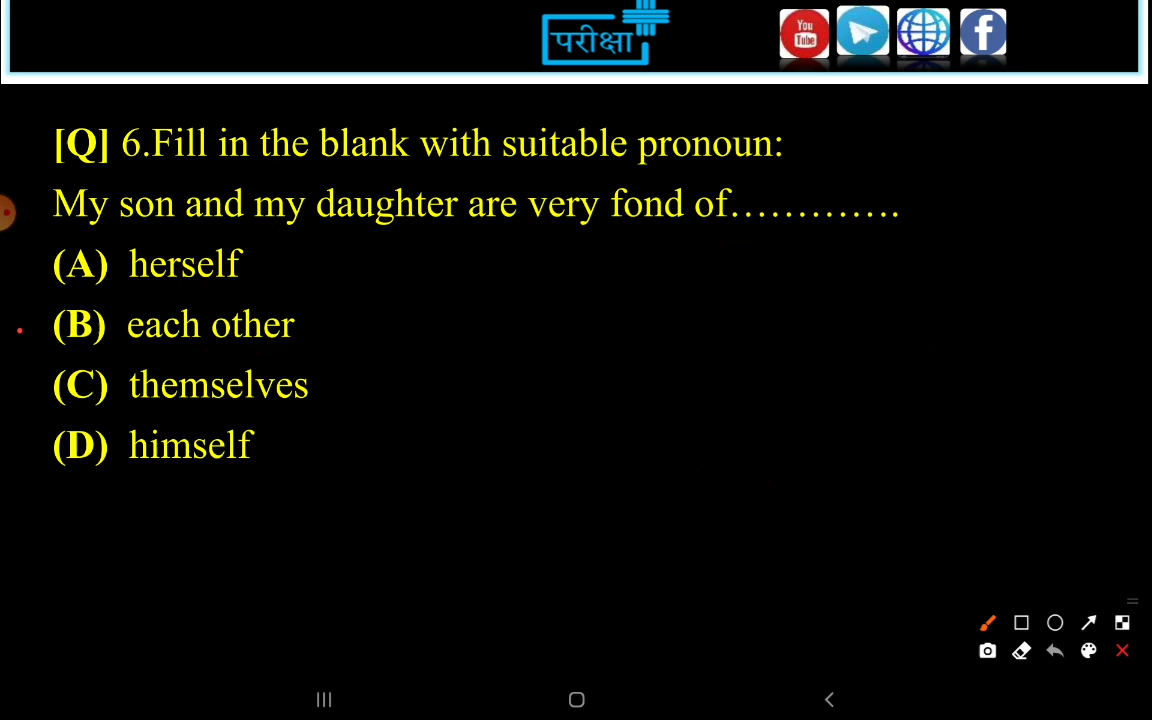 परीक्षा
You
Tube
f
[Q] 6.Fill in the blank with suitable pronoun:
My son and my daughter are very fond of………….
(A) herself
(B) each other
(C) themselves
(D) himself